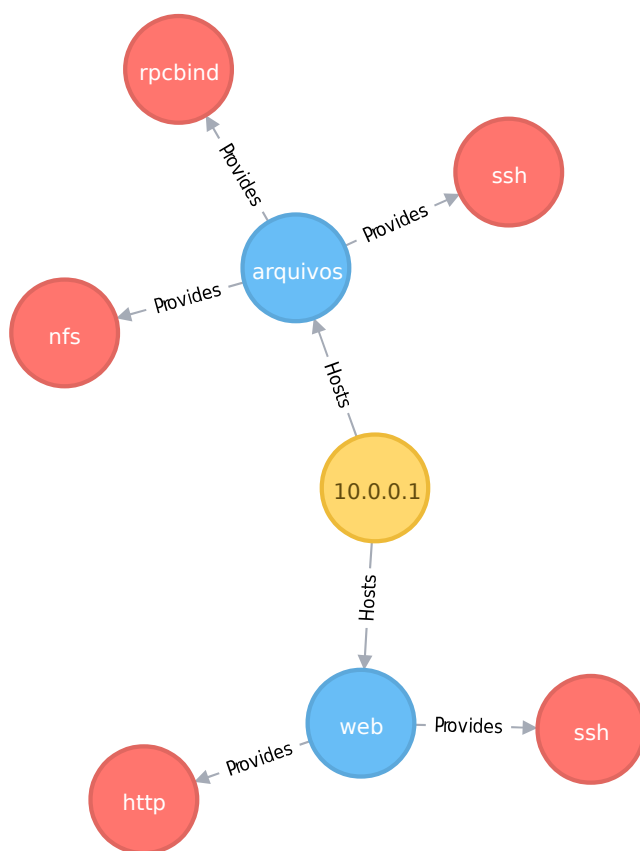 rpcbind
ssh
Provides
Provides
arquivos
Provides
nfs
Hosts
10.0.0.1
Hosts
web
Provides
ssh
Provides
http